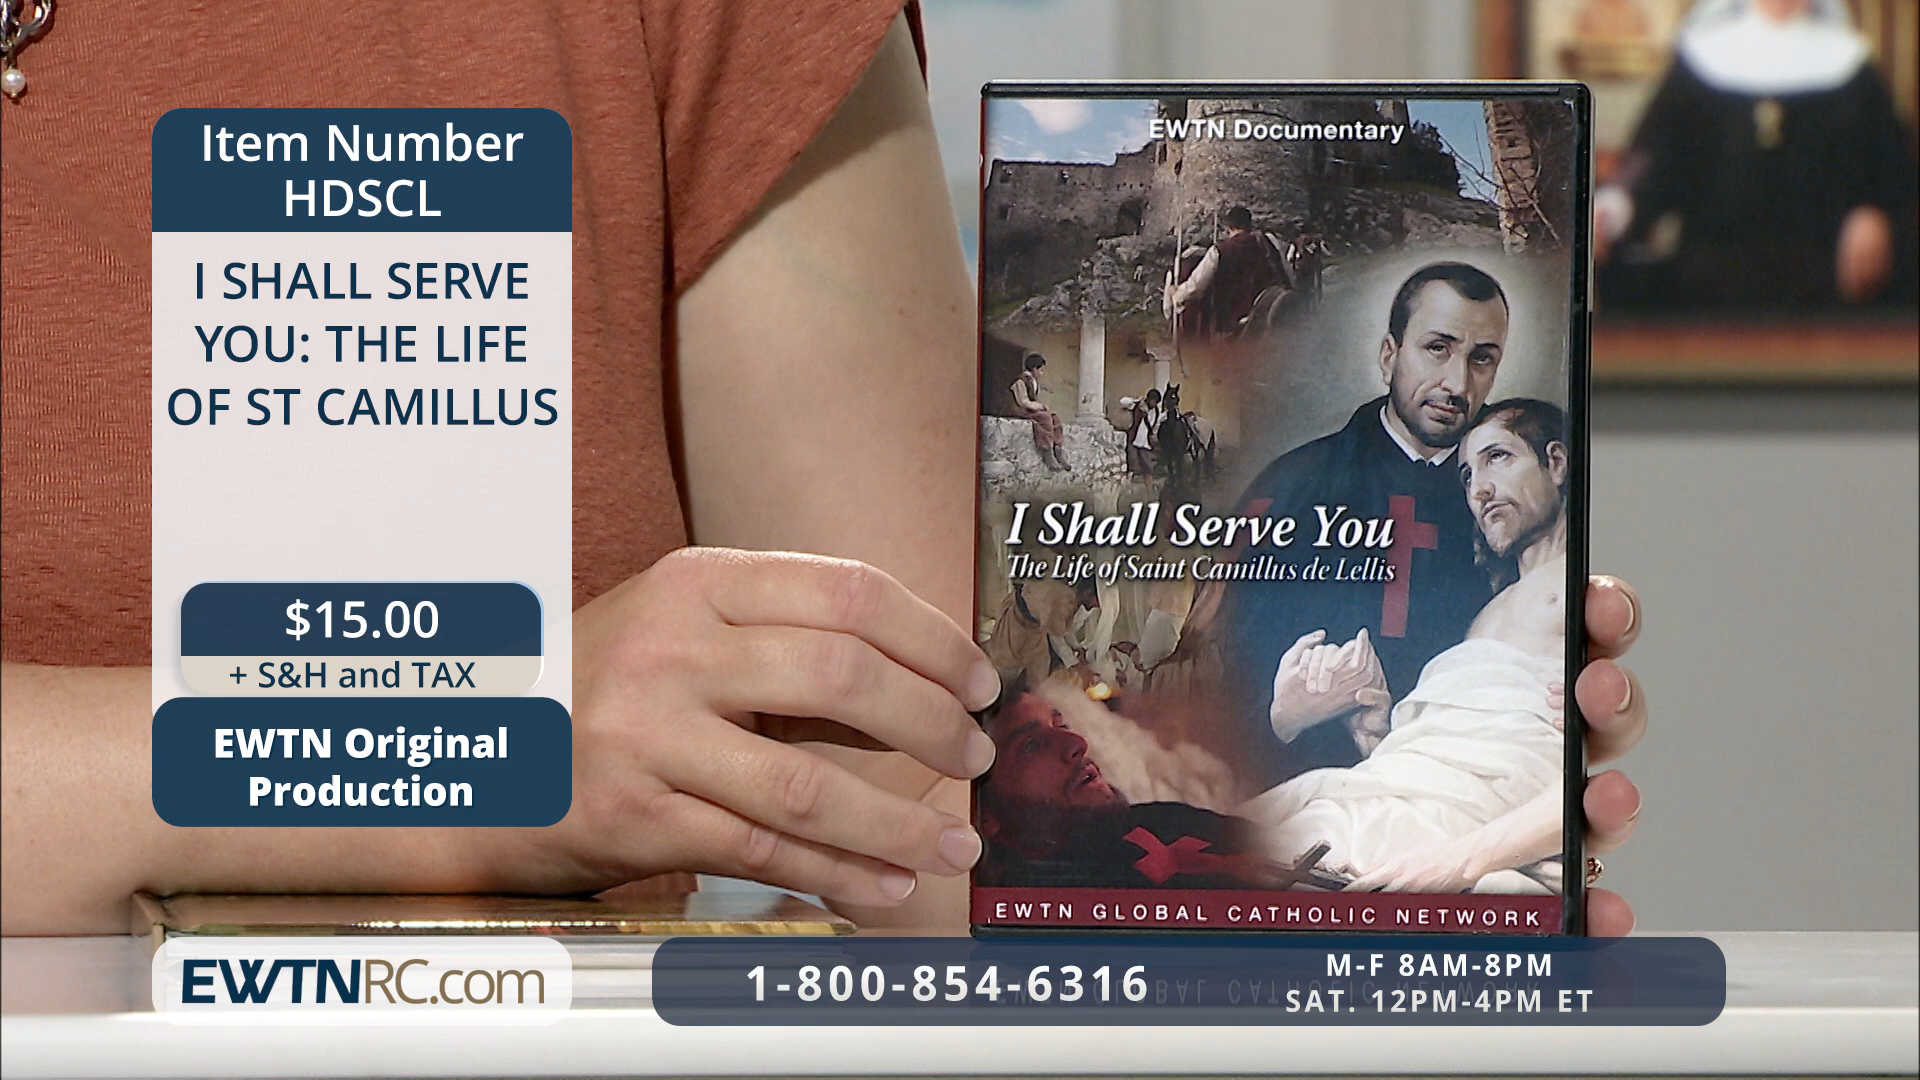 Item Number
HDSCL
I SHALL SERVE
YOU: THE LIFE
OF ST CAMILLUS
$15.00
+ S&H and TAX
EWTN Original
Production
EWTN Documentary
I Shall Serve You
The Life of Saint Camillus de Lellis
EWTN GLOBAL CATHOLIC NETWORK
EWTNRC.com
1-800-854-6316
M-F 8AM-8PM
SAT. 12PM-4PM ET